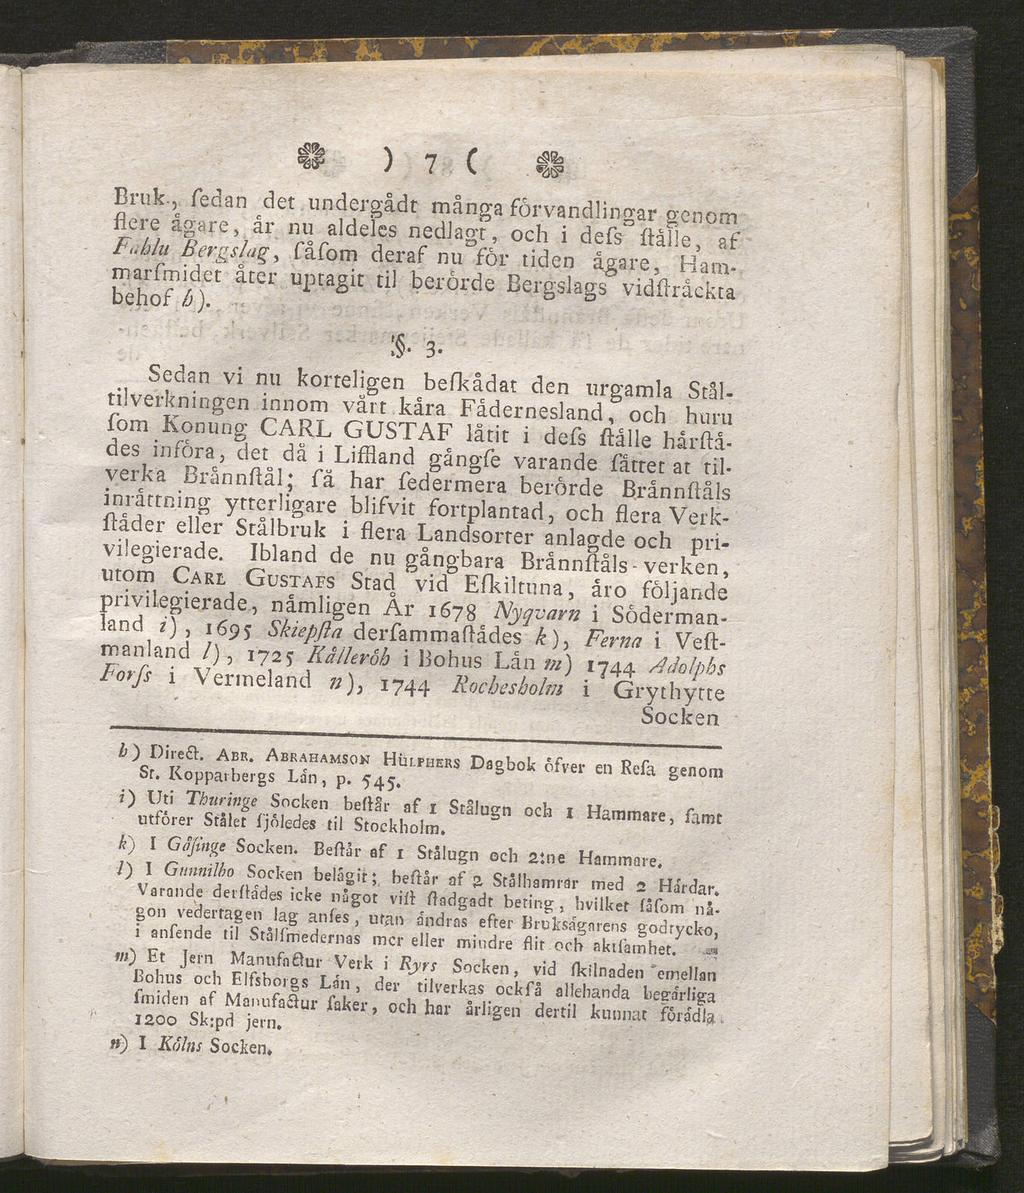 ) 7 (
Bruk, ſedan det undergådt många förvandlingar genom
flere ägare, är nu aldeles nedlagt, och i deſs ſtälle, af
Fahlu Bergslag, ſåſom deraf nu för tiden ägare, Ham-
marſmidet åter uptagit til berörde Bergslags vidſträckta
behof h).
§. 3.
Sedan vi nu korteligen beſkådat den urgamla Stål-
tilverkningen innom vårt kära Fädernesland, och huru
ſom Konung CARL GUSTAF låtit i deſs ſtälle härſtä-
des införa, det då i Liffland gångſe varande ſättet at til-
verka Brännſtål; ſå har ſedermera berörde Brännſtåls
inrättning ytterligare blifvit fortplantad, och flera Verk-
ſtäder eller Stålbruk i flera Landsorter anlagde och pri-
vilegierade. Ibland de nu gångbara Brännſtåls-verken,
utom CARL GUSTAFS Stad vid Eſkiltuna, äro följande
privilegierade, nämligen År 1678 Nyqvarn i Söderman-
land i), 1695 Skiepſta derſammaſtädes k), Ferna i Veſt-
manland l), 1725 Kålleröh i Bohus Län m) 1744 Adolphs
Forſs i Vermeland n), 1744 Rochesholm i Grythytte
Socken
h) Direct. ABR. ABRAHAMSON HÜLPHERS Dagbok öfver en Reſa genom
St. Kopparbergs Län, p. 545.
i) Uti Thuringe Socken beſtår af 1 Stålugn och 1 Hammare, ſamt
utförer Stålet ſjöledes til Stockholm.
k) I Gåſinge Socken. Beſtår af 1 Stålugn och 2:ne Hammare.
l) I Gunnilbo Socken belägit; beſtår af 2 Stålhamrar med 2 Härdar.
Varande derſtädes icke något viſt ſtadgadt beting, hvilket ſåſom nå-
gon vedertagen lag anſes, utan ändras efter Bruksägarens godtycko,
i anſende til Stålſmedernas mer eller mindre flit och aktſamhet.
m) Et Jern Manufactur Verk i Ryrs Socken, vid ſkilnaden emellan
Bohus och Elfsborgs Län, der tilverkas ockſå allehanda begärliga
ſmiden af Manufactur ſaker, och har årligen dertil kunnat förädla
1200 Sk:pd jern.
n) I Kölns Socken.